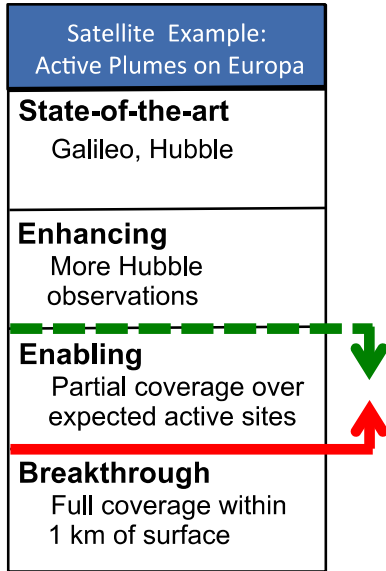 Satellite Example:
Active Plumes on Europa
State-of-the-art
Galileo, Hubble
Enhancing
More Hubble
observations
Enabling
Partial coverage over
expected active sites
Breakthrough
Full coverage within
1 km of surface